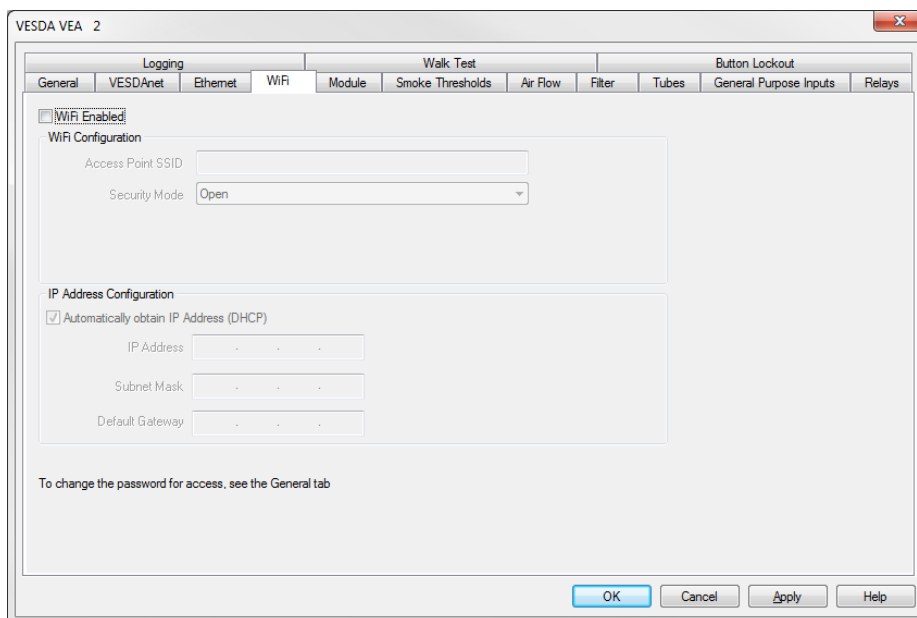 VESDA VEA 2
Logging Walk Test Button Lockout
General VESDAnet Ethernet WiFi Module Smoke Thresholds Air Flow Filter Tubes General Purpose Inputs Relays
WiFi Enabled
WiFi Configuration
Access Point SSID
Security Mode Open
IP Address Configuration
Automatically obtain IP Address (DHCP)
IP Address . . .
Subnet Mask . . .
Default Gateway . . .
To change the password for access, see the General tab
OK Cancel Apply Help